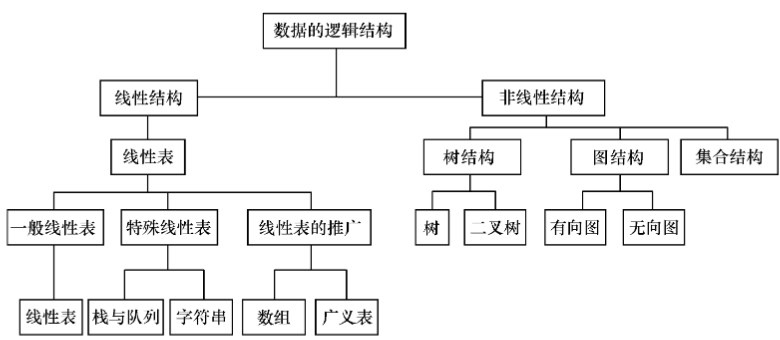 数据的逻辑结构
线性结构
非线性结构
线性表
树结构
图结构
集合结构
一般线性表
特殊线性表
线性表的推广
树
二叉树
有向图
无向图
线性表
栈与队列
字符串
数组
广义表